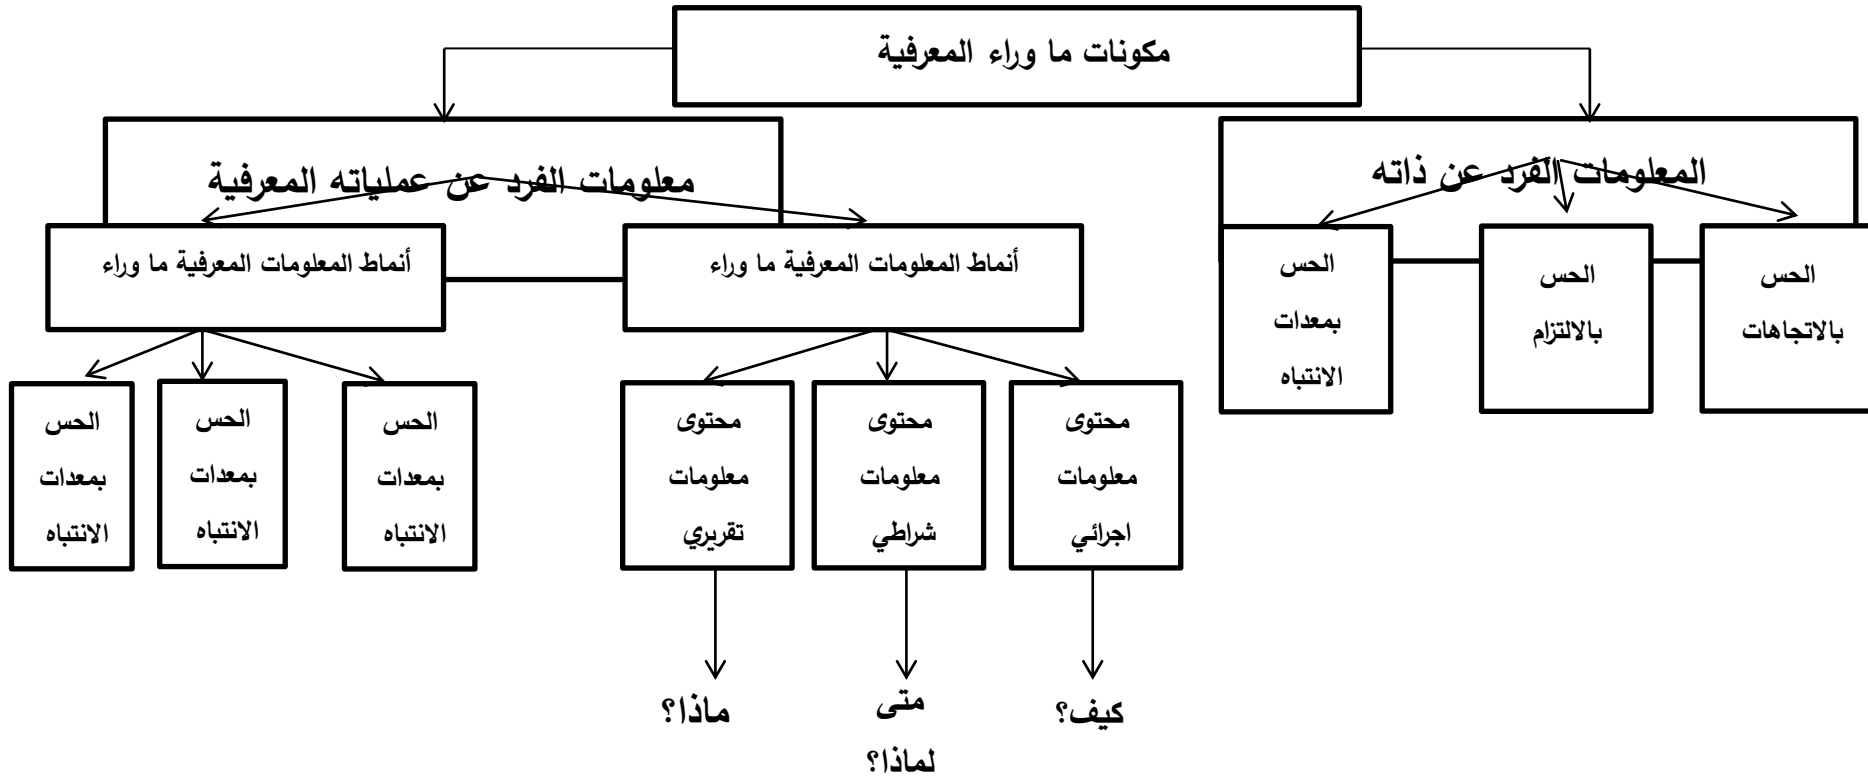 مكونات ما وراء المعرفية
المعلومات الفرد عن ذاته
معلومات الفرد عن عملياته المعرفية
الحس
بالاتجاهات
الحس
بالالتزام
الحس
بمعدات
الانتباه
أنماط المعلومات المعرفية ما وراء
أنماط المعلومات المعرفية ما وراء
محتوى
معلومات
اجرائي
محتوى
معلومات
شراطي
محتوى
معلومات
تقريري
الحس
بمعدات
الانتباه
الحس
بمعدات
الانتباه
الحس
بمعدات
الانتباه
كيف؟
متى
لماذا؟
ماذا؟